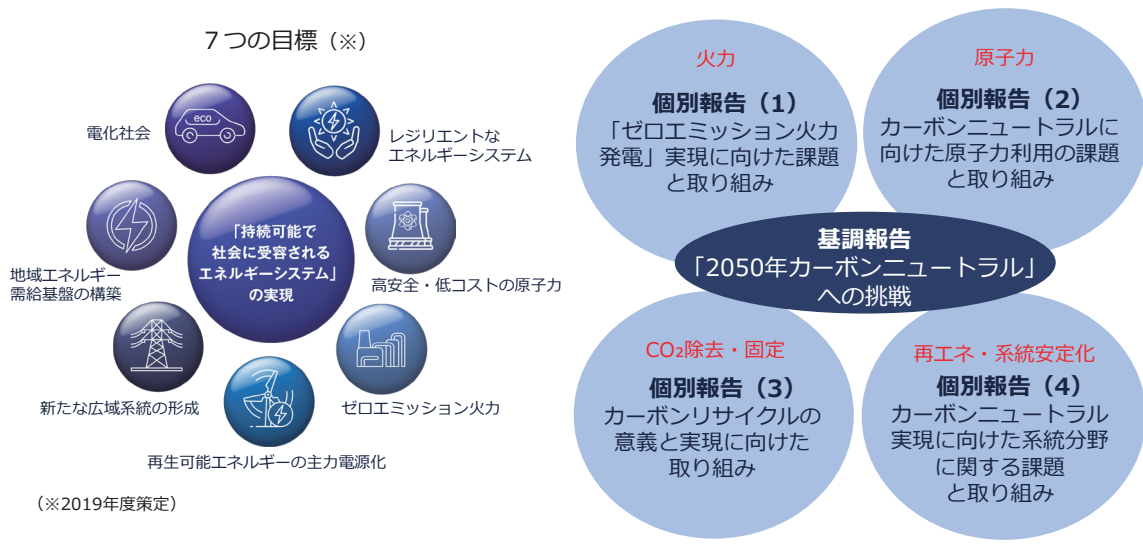 ７つの目標（※）
eco
電化社会
レジリエントな
エネルギーシステム
「持続可能で
社会に受容される
エネルギーシステム」
の実現
地域エネルギー
需給基盤の構築
高安全・低コストの原子力
新たな広域系統の形成
ゼロエミッション火力
再生可能エネルギーの主力電源化
（※2019年度策定）
火力
個別報告（1）
「ゼロエミッション火力
発電」実現に向けた課題
と取り組み
原子力
個別報告（2）
カーボンニュートラルに
向けた原子力利用の課題
と取り組み
基調報告
「2050年カーボンニュートラル」
への挑戦
CO₂除去・固定
個別報告（3）
カーボンリサイクルの
意義と実現に向けた
取り組み
再エネ・系統安定化
個別報告（4）
カーボンニュートラル
実現に向けた系統分野
に関する課題
と取り組み